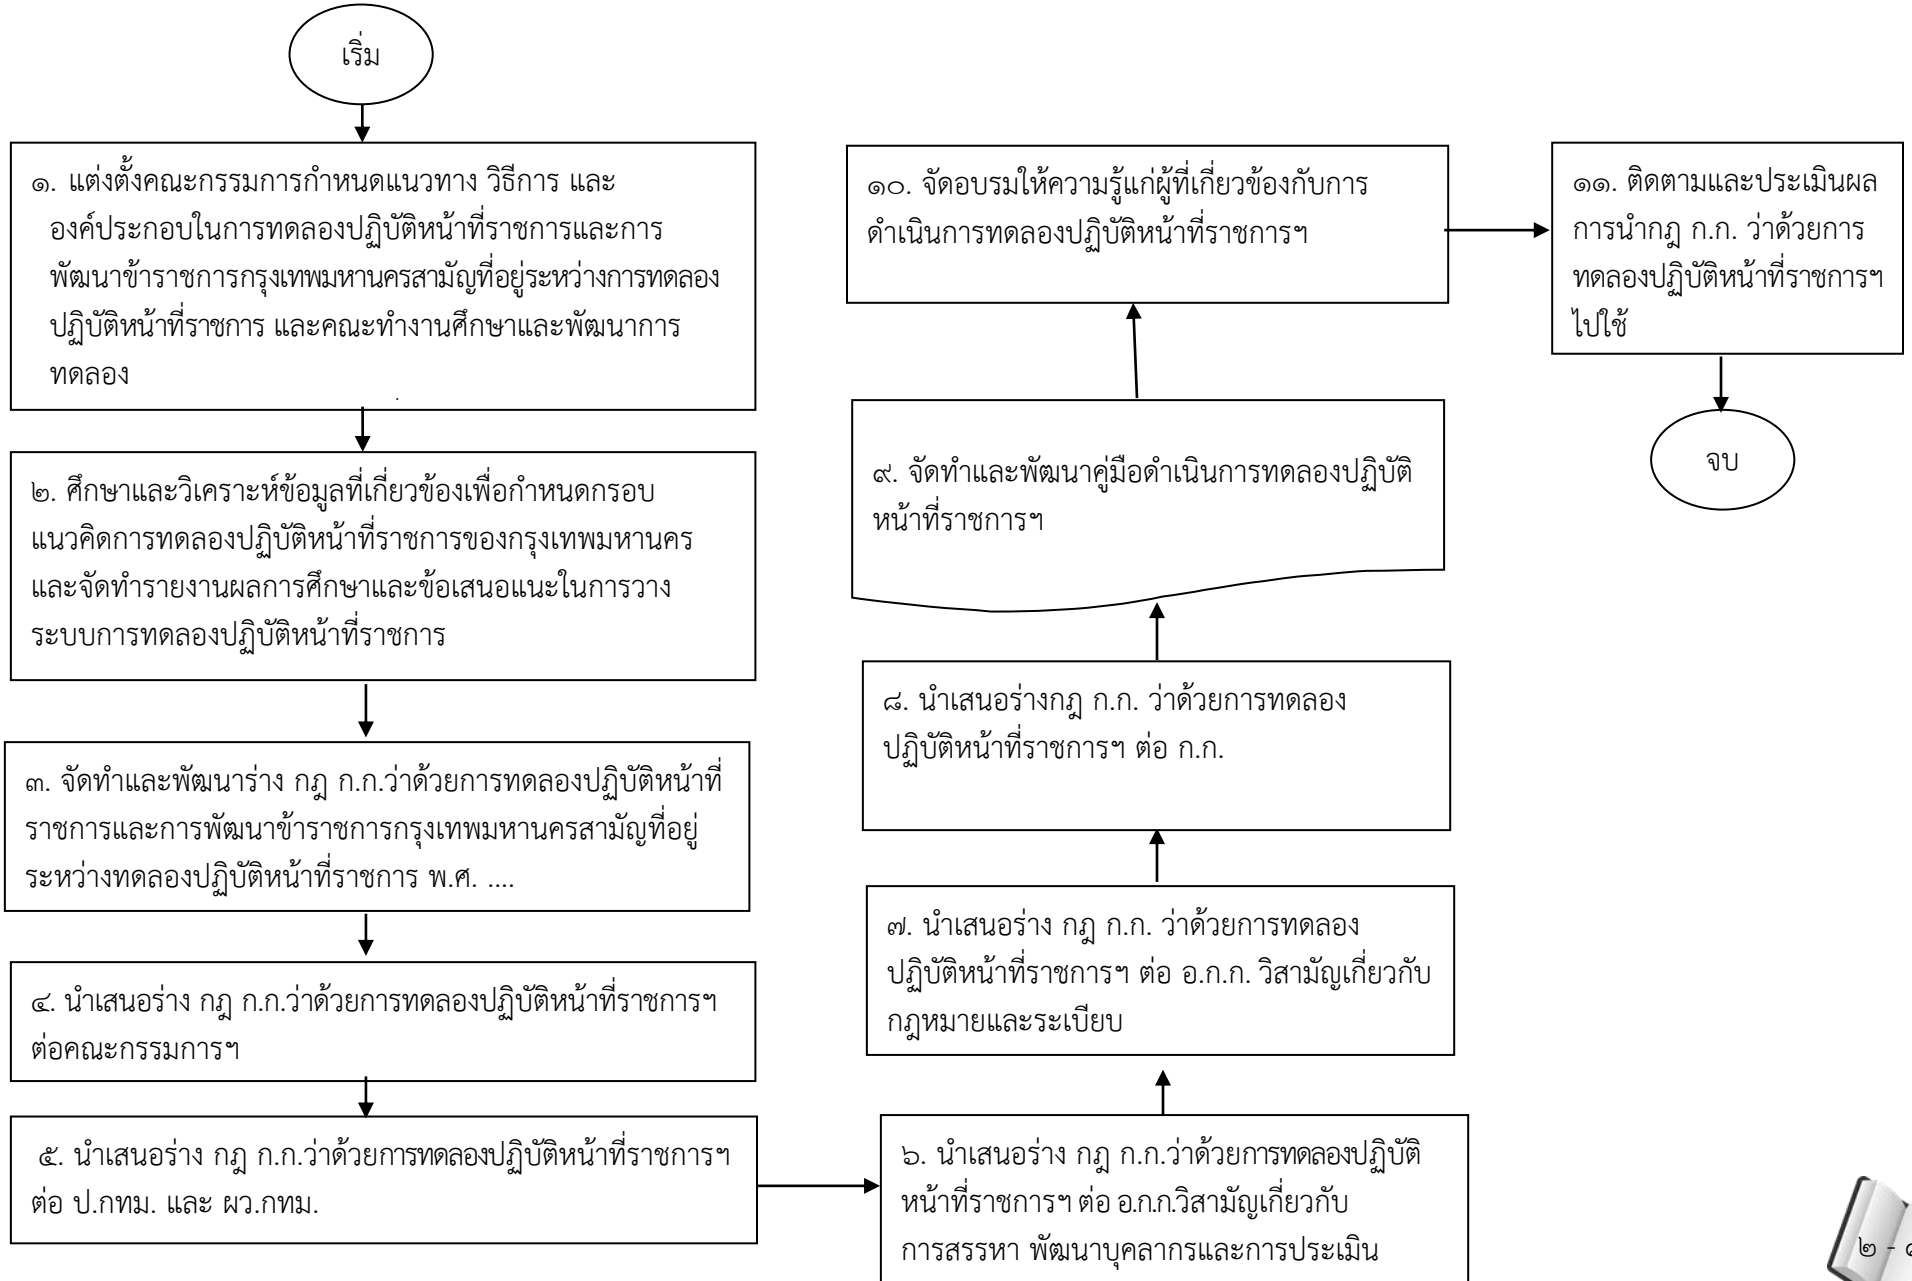 เริ่ม
๑. แต่งตั้งคณะกรรมการกำหนดแนวทาง วิธีการ และ
องค์ประกอบในการทดลองปฏิบัติหน้าที่ราชการและการ
พัฒนาข้าราชการกรุงเทพมหานครสามัญที่อยู่ระหว่างการทดลอง
ปฏิบัติหน้าที่ราชการ และคณะทำงานศึกษาและพัฒนาการ
ทดลอง
๒. ศึกษาและวิเคราะห์ข้อมูลที่เกี่ยวข้องเพื่อกำหนดกรอบ
แนวคิดการทดลองปฏิบัติหน้าที่ราชการของกรุงเทพมหานคร
และจัดทำรายงานผลการศึกษาและข้อเสนอแนะในการวาง
ระบบการทดลองปฏิบัติหน้าที่ราชการ
๓. จัดทำและพัฒนาร่าง กฎ ก.ก.ว่าด้วยการทดลองปฏิบัติหน้าที่
ราชการและการพัฒนาข้าราชการกรุงเทพมหานครสามัญที่อยู่
ระหว่างทดลองปฏิบัติหน้าที่ราชการ พ.ศ. ....
๔. นำเสนอร่าง กฎ ก.ก.ว่าด้วยการทดลองปฏิบัติหน้าที่ราชการฯ
ต่อคณะกรรมการฯ
๕. นำเสนอร่าง กฎ ก.ก.ว่าด้วยการทดลองปฏิบัติหน้าที่ราชการฯ
ต่อ ป.กทม. และ ผว.กทม.
๖. นำเสนอร่าง กฎ ก.ก.ว่าด้วยการทดลองปฏิบัติ
หน้าที่ราชการฯ ต่อ อ.ก.ก.วิสามัญเกี่ยวกับ
การสรรหา พัฒนาบุคลากรและการประเมิน
๗. นำเสนอร่าง กฎ ก.ก. ว่าด้วยการทดลอง
ปฏิบัติหน้าที่ราชการฯ ต่อ อ.ก.ก. วิสามัญเกี่ยวกับ
กฎหมายและระเบียบ
๘. นำเสนอร่างกฎ ก.ก. ว่าด้วยการทดลอง
ปฏิบัติหน้าที่ราชการฯ ต่อ ก.ก.
๙. จัดทำและพัฒนาคู่มือดำเนินการทดลองปฏิบัติ
หน้าที่ราชการฯ
๑๐. จัดอบรมให้ความรู้แก่ผู้ที่เกี่ยวข้องกับการ
ดำเนินการทดลองปฏิบัติหน้าที่ราชการฯ
๑๑. ติดตามและประเมินผล
การนำกฎ ก.ก. ว่าด้วยการ
ทดลองปฏิบัติหน้าที่ราชการฯ
ไปใช้
จบ
๒ -